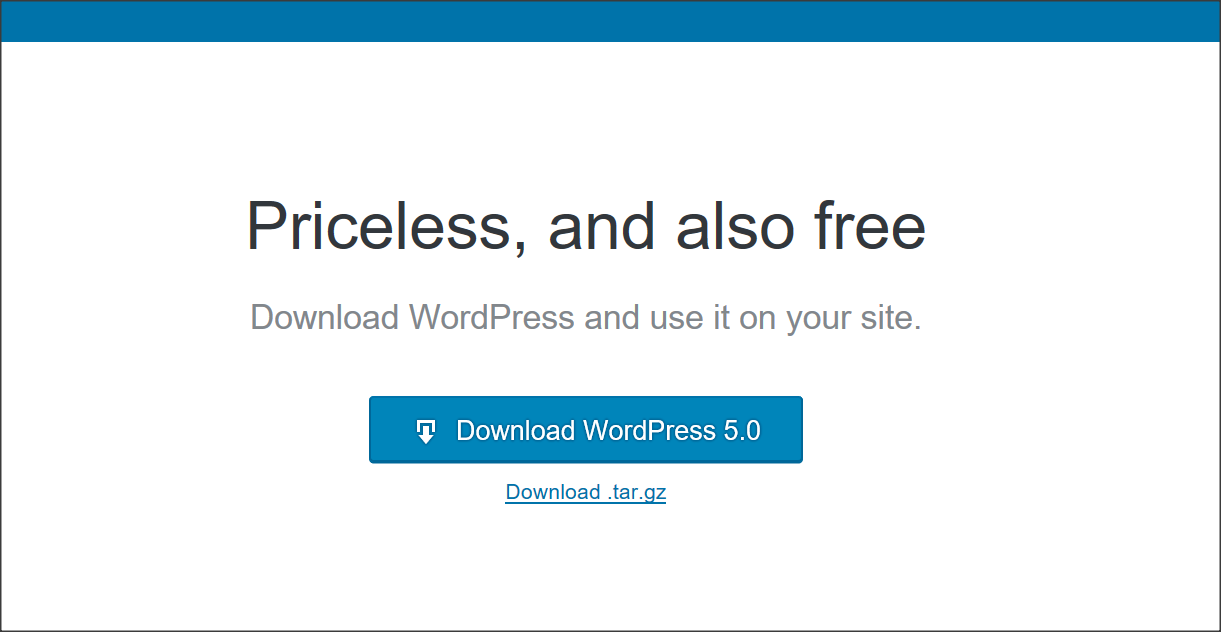 Priceless, and also free
Download WordPress and use it on your site.
Download WordPress 5.0
Download .tar.gz